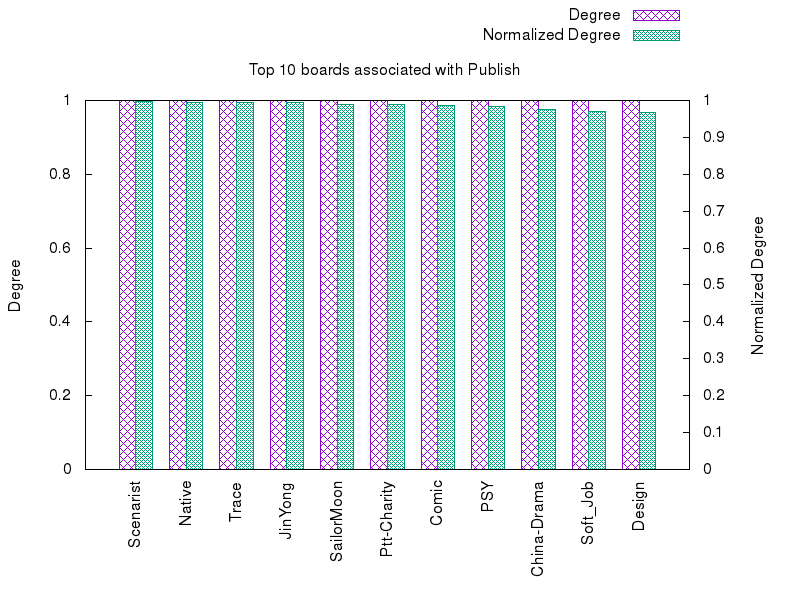 Degree
Normalized Degree
Top 10 boards associated with Publish
1
0.8
0.6
0.4
0.2
0
Degree
1
0.9
0.8
0.7
0.6
0.5
0.4
0.3
0.2
0.1
0
Normalized Degree
Scenarist
Native
Trace
JinYong
SailorMoon
Ptt-Charity
Comic
PSY
China-Drama
Soft_Job
Design